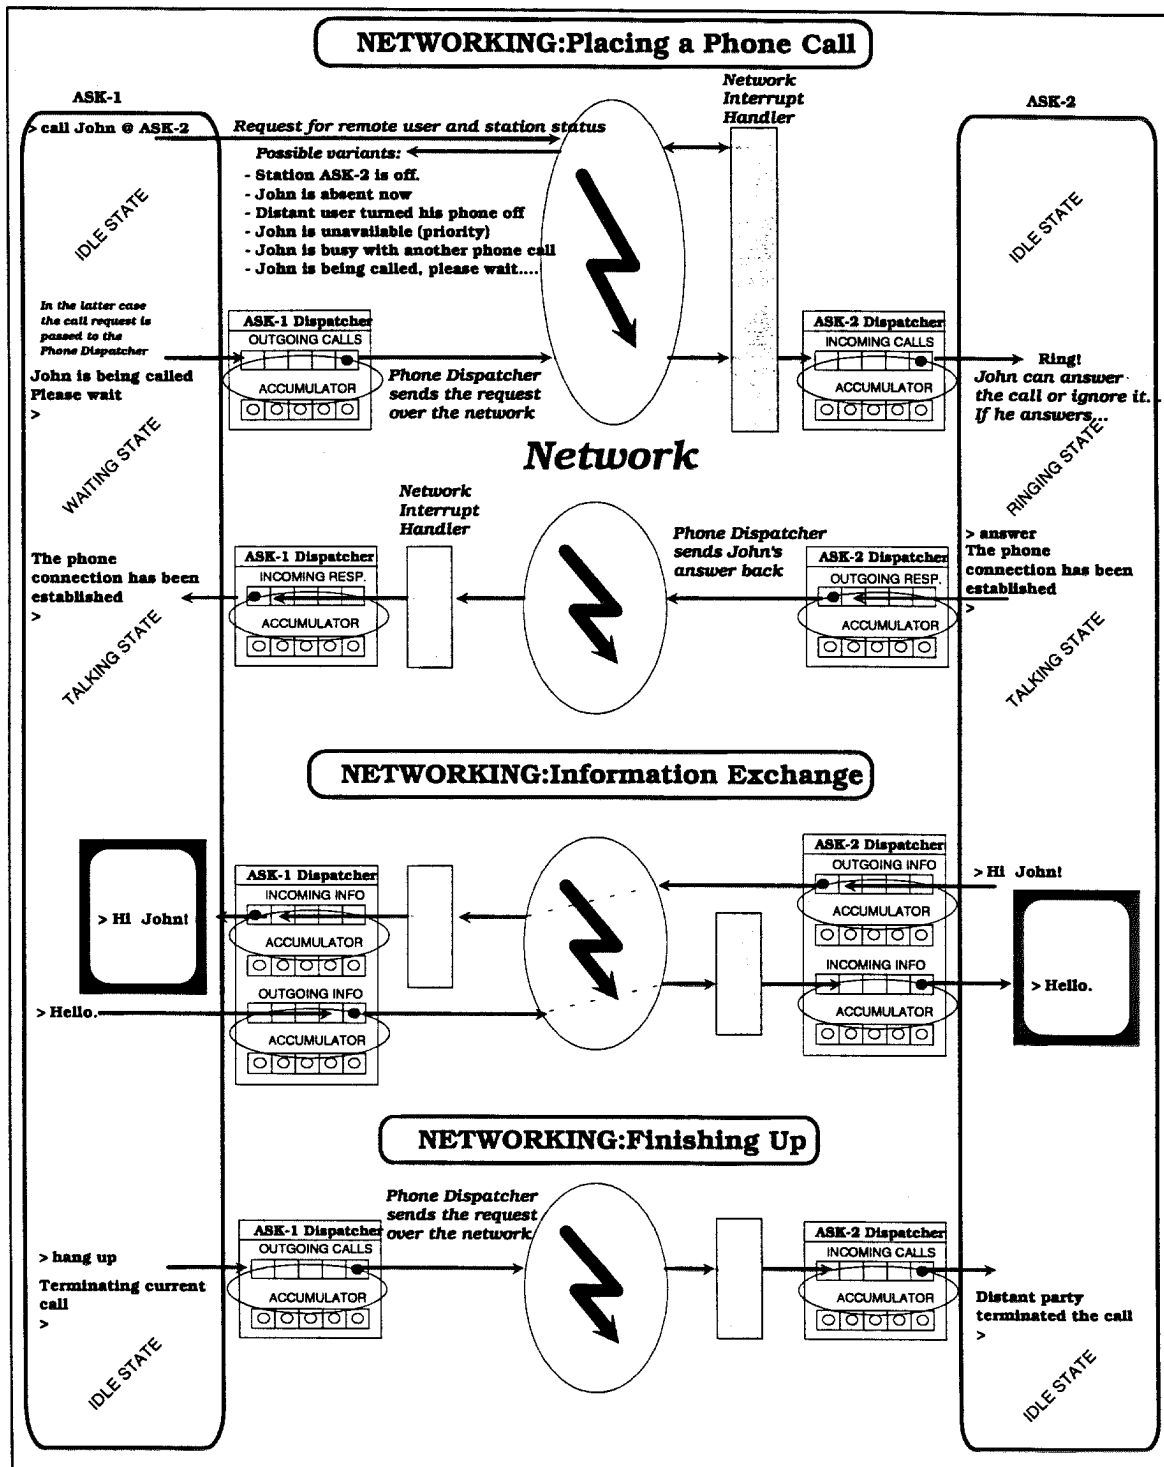 NETWORKING:Placing a Phone Call
ASK-1
Network
Interrupt
Handler
ASK-2
> call John @ ASK-2
Request for remote user and station status
Possible variants:
- Station ASK-2 is off.
- John is absent now
- Distant user turned his phone off
- John is unavailable (priority)
- John is busy with another phone call
- John is being called, please wait....
IDLE STATE
IDLE STATE
In the latter case
the call request is
passed to the
Phone Dispatcher
John is being called
Please wait
>
ASK-1 Dispatcher
OUTGOING CALLS
ACCUMULATOR
Phone Dispatcher
sends the request
over the network
ASK-2 Dispatcher
INCOMING CALLS
ACCUMULATOR
Ring!
John can answer
the call or ignore it..
If he answers...
WAITING STATE
Network
RINGING STATE
Network
Interrupt
Handler
The phone
connection has been
established
>
ASK-1 Dispatcher
INCOMING RESP.
ACCUMULATOR
Phone Dispatcher
sends John's
answer back
ASK-2 Dispatcher
OUTGOING RESP.
ACCUMULATOR
> answer
The phone
connection has been
established
>
TALKING STATE
TALKING STATE
NETWORKING:Information Exchange
> Hi John!
ASK-1 Dispatcher
INCOMING INFO
ACCUMULATOR
OUTGOING INFO
ACCUMULATOR
> Hello.
ASK-2 Dispatcher
OUTGOING INFO
ACCUMULATOR
INCOMING INFO
ACCUMULATOR
> Hi John!
> Hello.
NETWORKING:Finishing Up
Phone Dispatcher
sends the request
over the network
> hang up
Terminating current
call
>
ASK-1 Dispatcher
OUTGOING CALLS
ACCUMULATOR
ASK-2 Dispatcher
INCOMING CALLS
ACCUMULATOR
Distant party
terminated the call
>
IDLE STATE
IDLE STATE